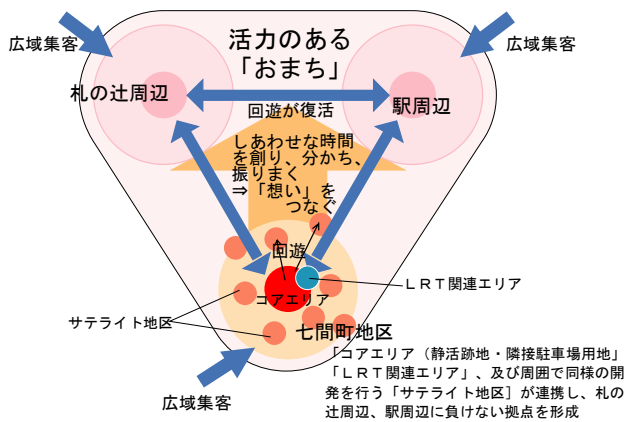 広域集客
広域集客
活力のある
「おまち」
札の辻周辺
駅周辺
回遊が復活
しあわせな時間
を創り、分かち、
振りまく
⇒「想い」を
つなぐ
回遊
LRT関連エリア
コアエリア
サテライト地区
七間町地区
広域集客
「コアエリア(静活跡地・隣接駐車場用地」
「LRT関連エリア」、及び周囲で同様の開
発を行う「サテライト地区］が連携し、札の
辻周辺、駅周辺に負けない拠点を形成